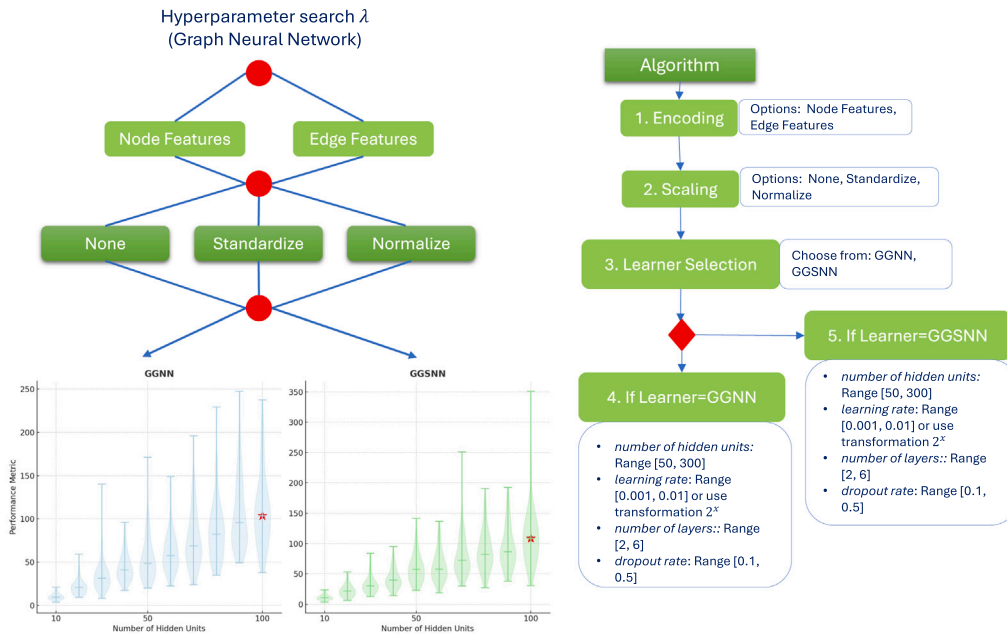 Hyperparameter search λ
(Graph Neural Network)
Node Features
Edge Features
None
Standardize
Normalize
GGNN
250
200
150
100
50
0
Performance Metric
10
50
100
Number of Hidden Units
GGSNN
350
300
250
200
150
100
50
0
10
50
100
Number of Hidden Units
Algorithm
1. Encoding
Options: Node Features,
Edge Features
2. Scaling
Options: None, Standardize,
Normalize
3. Learner Selection
Choose from: GGNN,
GGSNN
4. If Learner=GGNN
• number of hidden units:
Range [50, 300]
• learning rate: Range
[0.001, 0.01] or use
transformation 2ˣ
• number of layers:: Range
[2, 6]
• dropout rate: Range [0.1,
0.5]
5. If Learner=GGSNN
• number of hidden units:
Range [50, 300]
• learning rate: Range
[0.001, 0.01] or use
transformation 2ˣ
• number of layers:: Range
[2, 6]
• dropout rate: Range [0.1,
0.5]